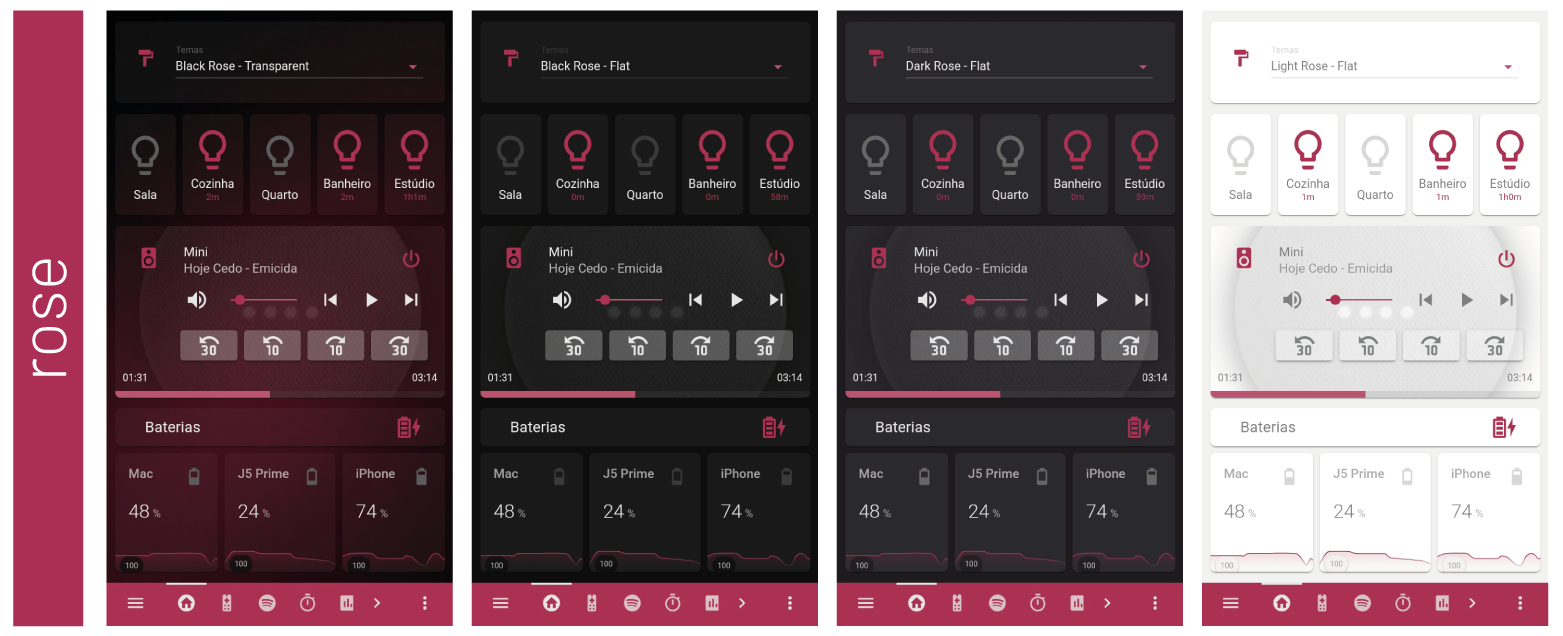 rose
Temas
Black Rose - Transparent
Sala
Cozinha
2m
Quarto
Banheiro
2m
Estúdio
1h1m
Mini
Hoje Cedo - Emicida
30
10
10
30
01:31
03:14
Baterias
Mac
48 %
100
J5 Prime
24 %
100
iPhone
74 %
100
Temas
Black Rose - Flat
Sala
Cozinha
0m
Quarto
Banheiro
0m
Estúdio
58m
Mini
Hoje Cedo - Emicida
30
10
10
30
01:31
03:14
Baterias
Mac
48 %
100
J5 Prime
24 %
100
iPhone
74 %
100
Temas
Dark Rose - Flat
Sala
Cozinha
0m
Quarto
Banheiro
0m
Estúdio
59m
Mini
Hoje Cedo - Emicida
30
10
10
30
01:31
03:14
Baterias
Mac
48 %
100
J5 Prime
24 %
100
iPhone
74 %
100
Temas
Light Rose - Flat
Sala
Cozinha
1m
Quarto
Banheiro
1m
Estúdio
1h0m
Mini
Hoje Cedo - Emicida
30
10
10
30
01:31
03:14
Baterias
Mac
48 %
100
J5 Prime
24 %
100
iPhone
74 %
100